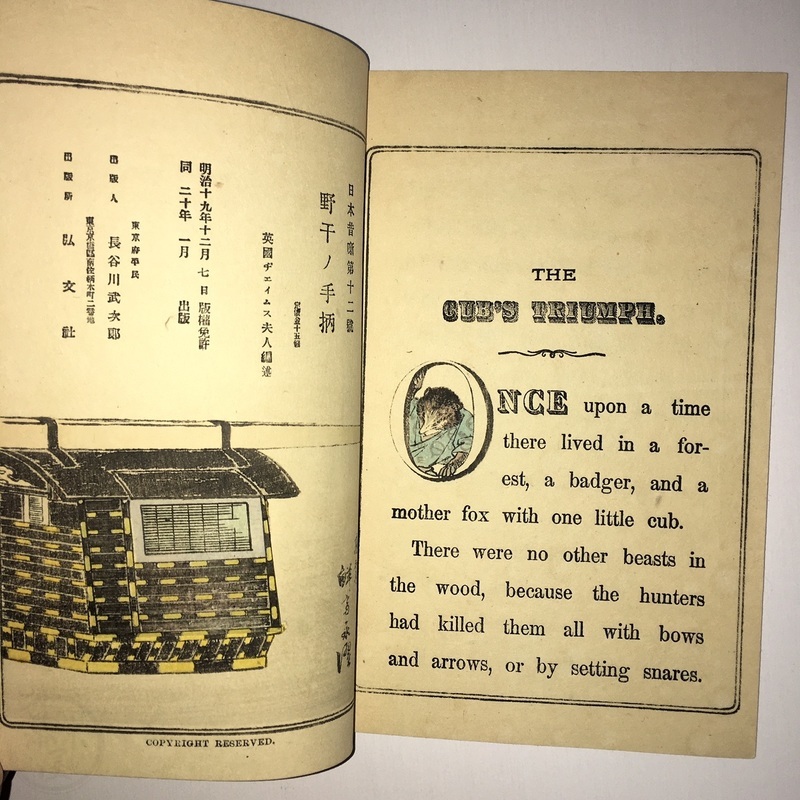 日本昔噺第十二號
野干ノ手柄
英國ヂェイムス夫人編述
明治十九年十二月七日版權免許
同二十年一月出版
東京府平民
出版人 長谷川武次郎
出版所 弘文社
COPYRIGHT RESERVED.
THE
CUB'S TRIUMPH.
ONCE upon a time
there lived in a for-
est, a badger, and a
mother fox with one little cub.
There were no other beasts in
the wood, because the hunters
had killed them all with bows
and arrows, or by setting snares.